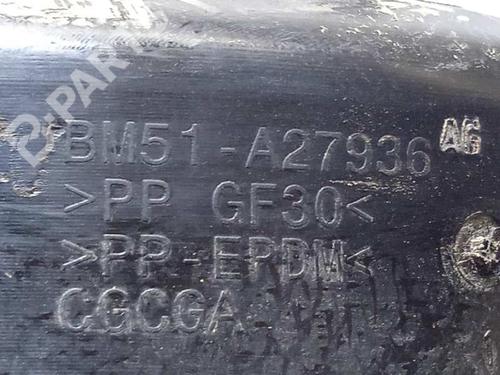 BM51-A27936 AG
>PP GF30<
>PP-EPDM<
CGCGA